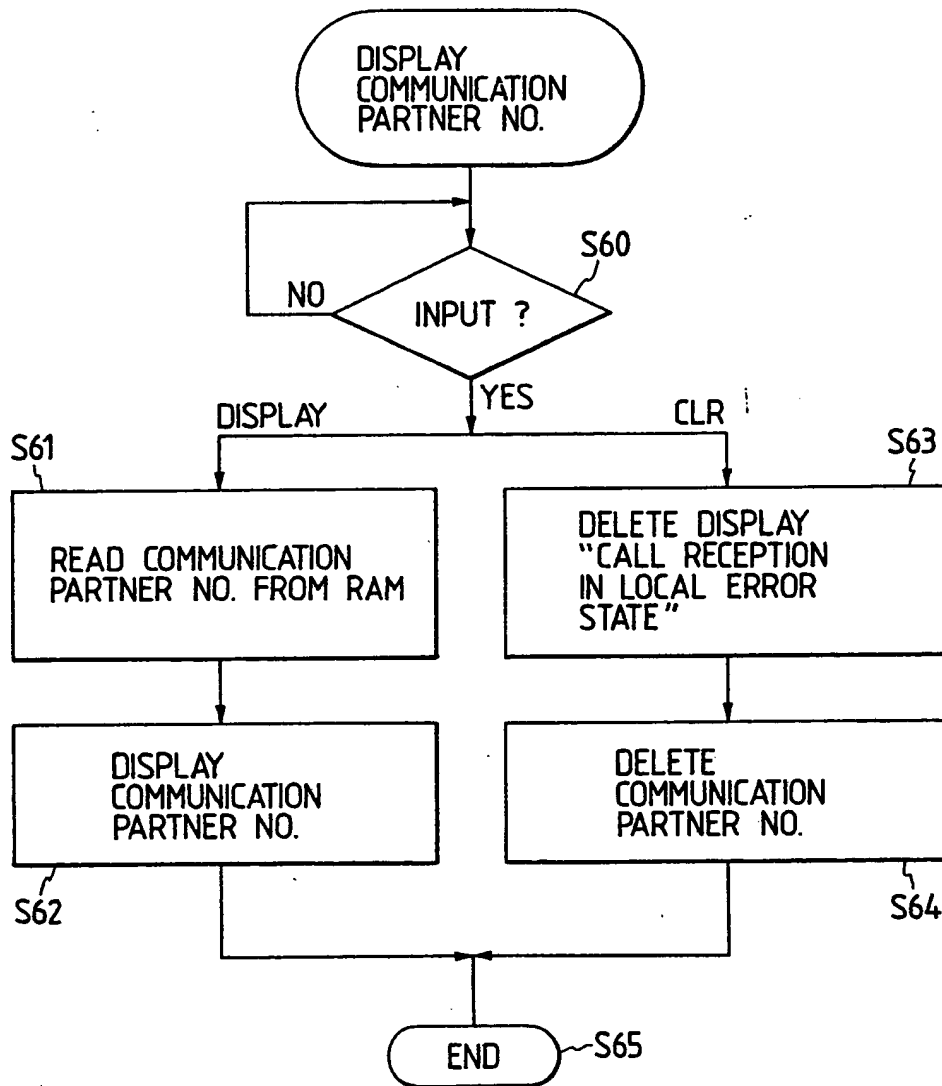 DISPLAY
COMMUNICATION
PARTNER NO.
S60
NO
INPUT ?
YES
DISPLAY
CLR
S61
S63
READ COMMUNICATION
PARTNER NO. FROM RAM
DELETE DISPLAY
"CALL RECEPTION
IN LOCAL ERROR
STATE"
DISPLAY
COMMUNICATION
PARTNER NO.
DELETE
COMMUNICATION
PARTNER NO.
S62
S64
END
S65